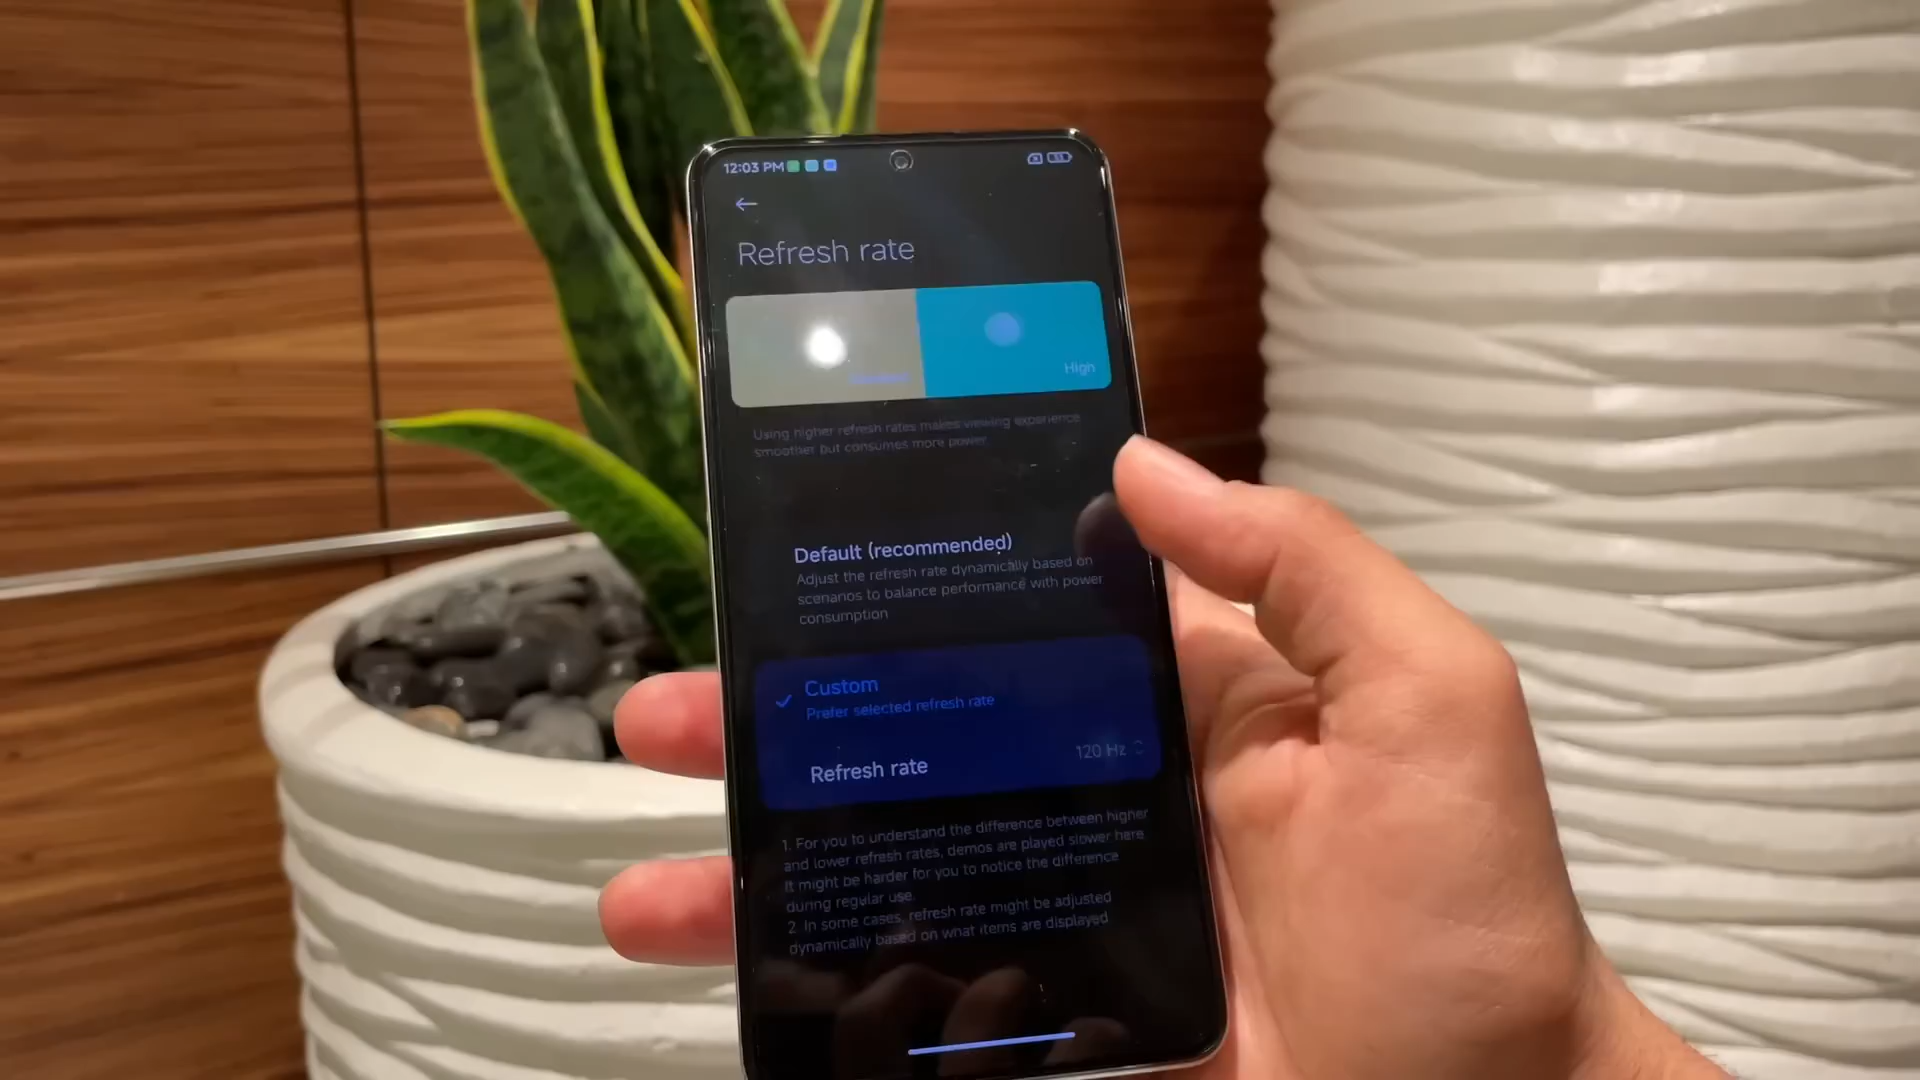 12:03 PM
Refresh rate
High
Using higher refresh rates makes viewing experience
smoother but consumes more power
Default (recommended)
Adjust the refresh rate dynamically based on
scenarios to balance performance with power
consumption
Custom
Prefer selected refresh rate
Refresh rate
120 Hz
1. For you to understand the difference between higher
and lower refresh rates, demos are played slower here.
It might be harder for you to notice the difference
during regular use.
2. In some cases, refresh rate might be adjusted
dynamically based on what items are displayed